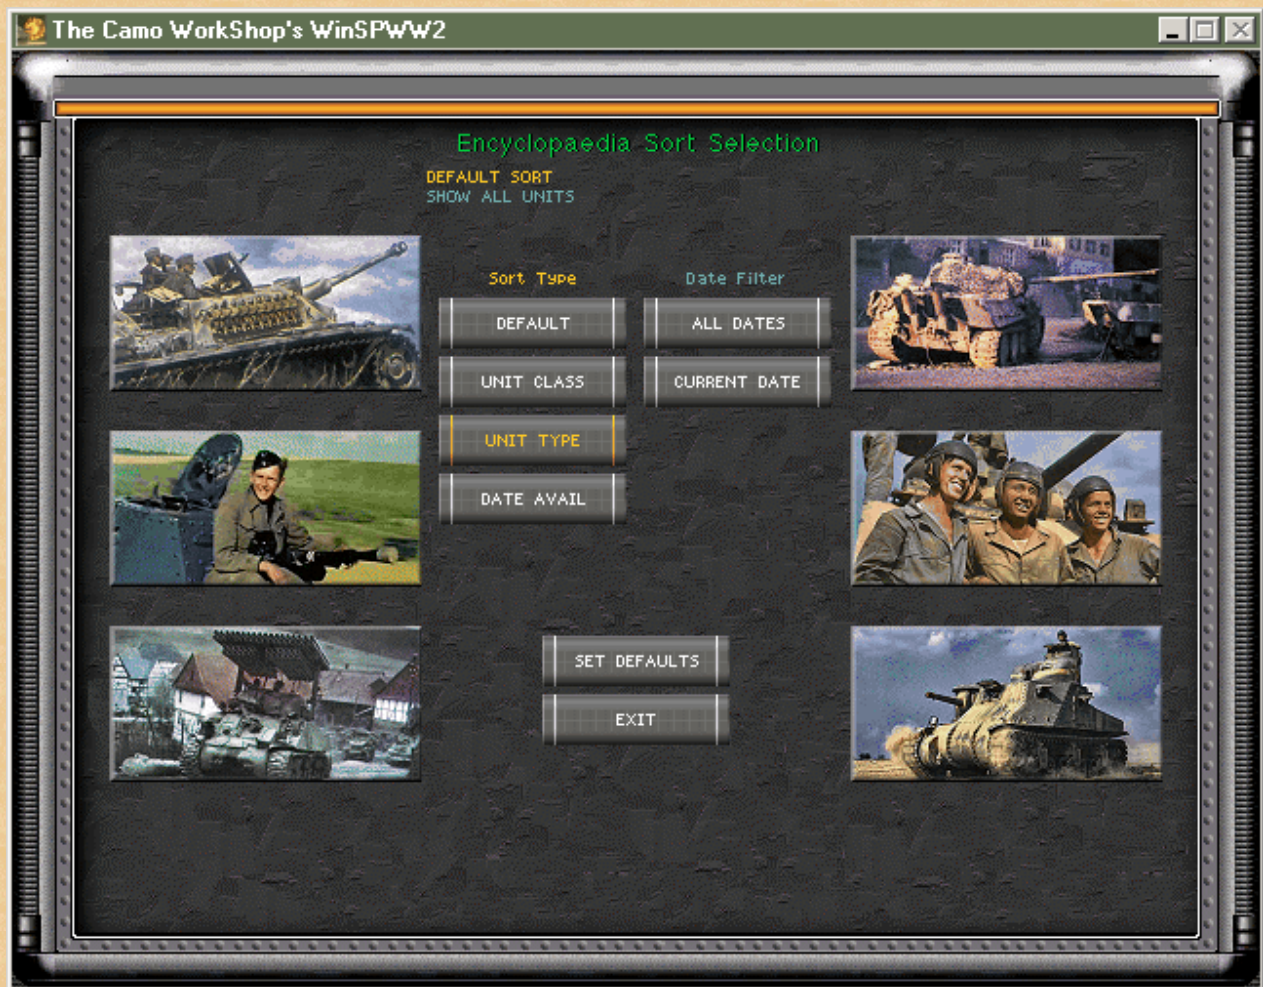 The Camo WorkShop's WinSPWW2
Encyclopaedia Sort Selection
DEFAULT SORT
SHOW ALL UNITS
Sort Type
Date Filter
DEFAULT
ALL DATES
UNIT CLASS
CURRENT DATE
UNIT TYPE
DATE AVAIL
SET DEFAULTS
EXIT